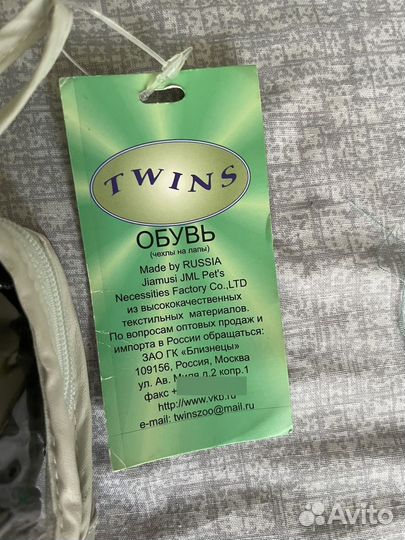 TWINS
ОБУВЬ
(чехлы на лапы)
Made by RUSSIA
Jiamusi JML Pet's
Necessities Factory Co.,LTD
из высококачественных
текстильных материалов.
По вопросам оптовых продаж и
импорта в России обращаться:
ЗАО ГК «Близнецы»
109156, Россия, Москва
ул. Ав. Миля д.2 копр.1
факс +
http://www.vkb.ru
e-mail: twinszoo@mail.ru
Avito